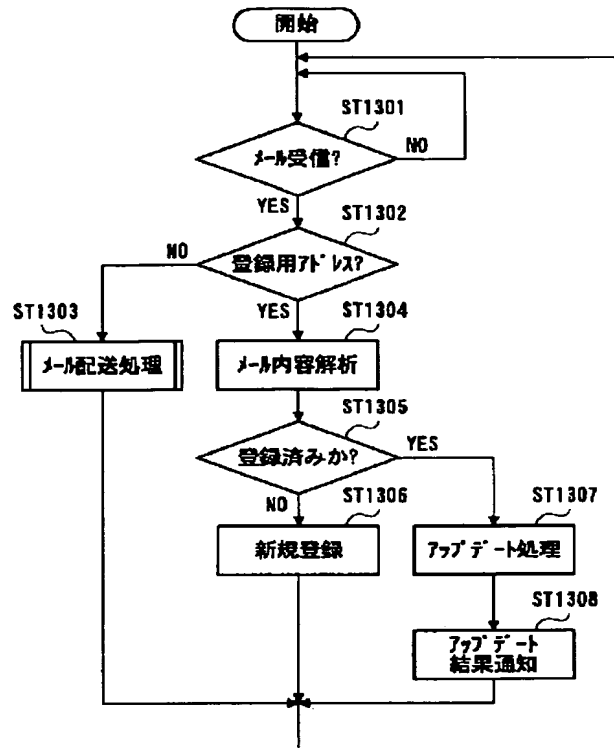 開始
ST1301
メール受信?
NO
YES
ST1302
登録用アドレス?
NO
YES
ST1303
メール配送処理
ST1304
メール内容解析
ST1305
登録済みか?
YES
NO
ST1306
新規登録
ST1307
アップデート処理
ST1308
アップデート
結果通知